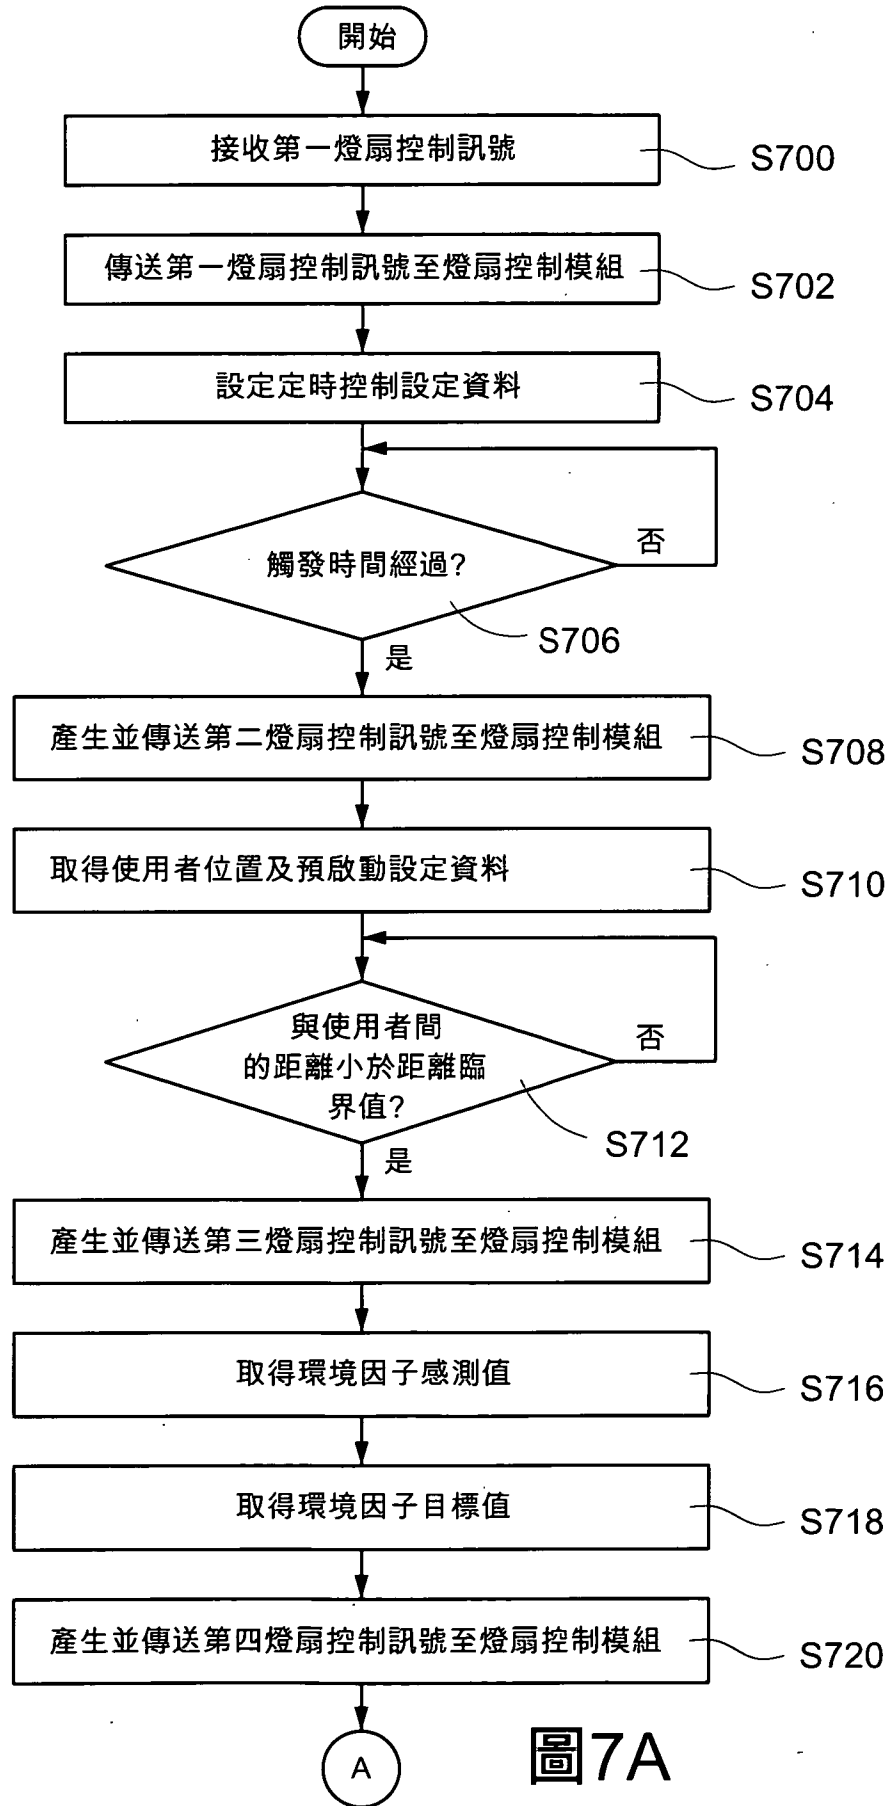 開始
接收第一燈扇控制訊號
S700
傳送第一燈扇控制訊號至燈扇控制模組
S702
設定定時控制設定資料
S704
觸發時間經過?
否
S706
是
產生並傳送第二燈扇控制訊號至燈扇控制模組
S708
取得使用者位置及預啟動設定資料
S710
與使用者間
的距離小於距離臨
界值?
否
S712
是
產生並傳送第三燈扇控制訊號至燈扇控制模組
S714
取得環境因子感測值
S716
取得環境因子目標值
S718
產生並傳送第四燈扇控制訊號至燈扇控制模組
S720
A
圖7A